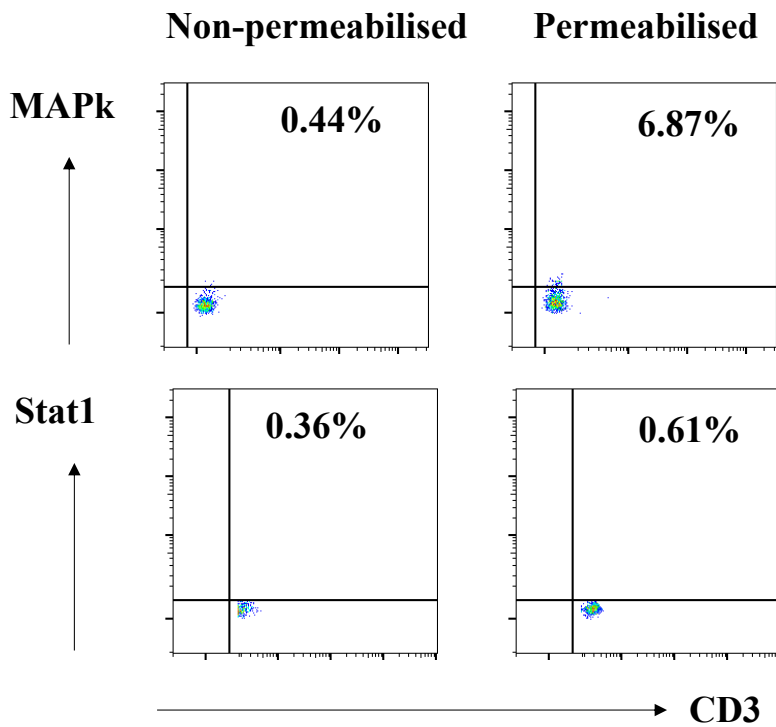 Non-permeabilised Permeabilised
MAPk
0.44% 6.87%
Stat1
0.36% 0.61%
CD3